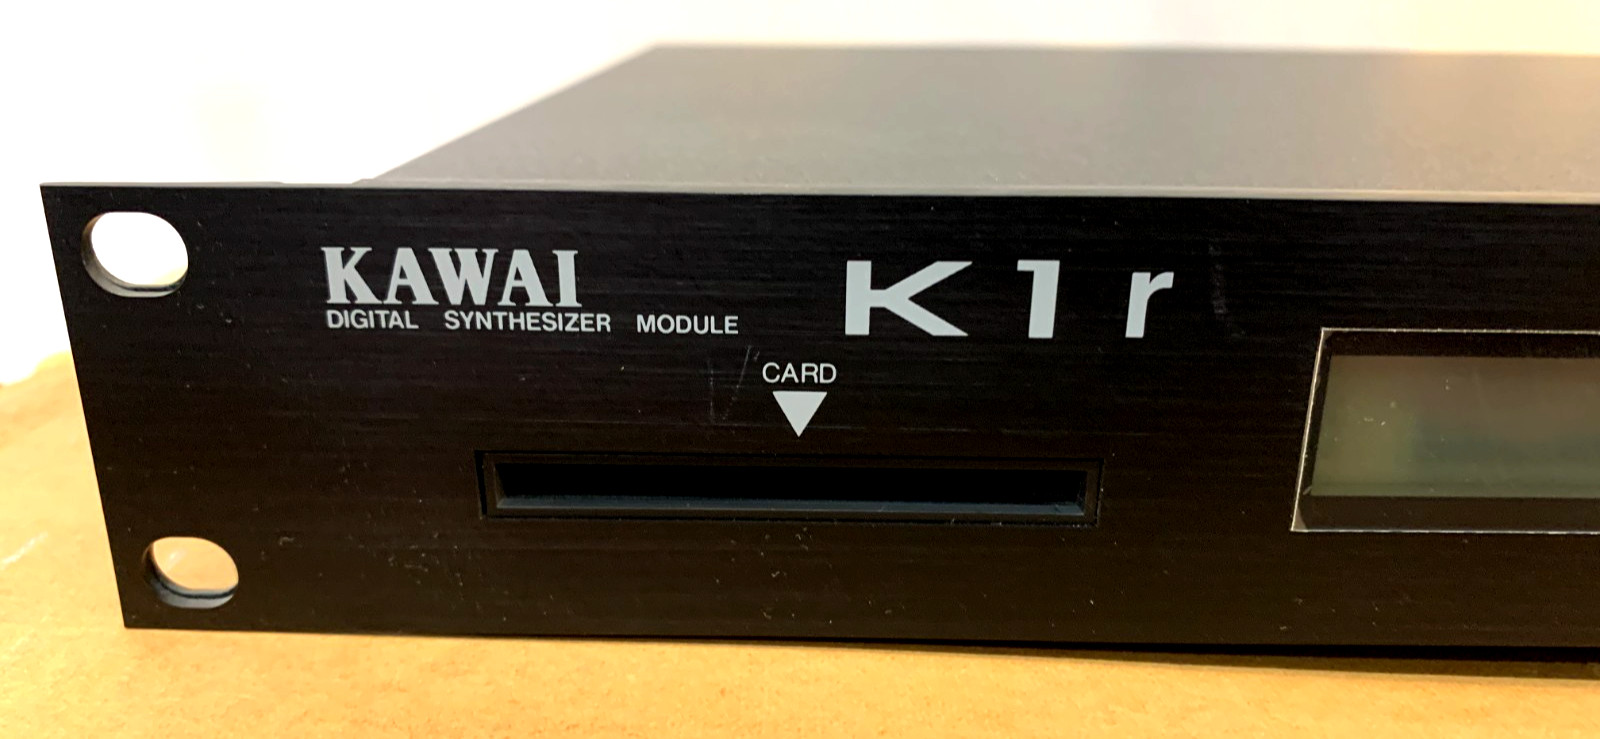 KAWAI
DIGITAL SYNTHESIZER MODULE
K1r
CARD